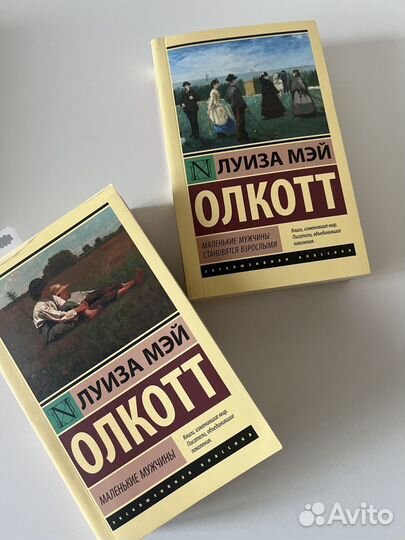 N ЛУИЗА МЭЙ
ОЛКОТТ
МАЛЕНЬКИЕ МУЖЧИНЫ
СТАНОВЯТСЯ ВЗРОСЛЫМИ
Книги, изменившие мир.
Писатели, объединившие
поколения.
ЭКСКЛЮЗИВНАЯ КЛАССИКА
N ЛУИЗА МЭЙ
ОЛКОТТ
МАЛЕНЬКИЕ МУЖЧИНЫ
Книги, изменившие мир.
Писатели, объединившие
поколения.
ЭКСКЛЮЗИВНАЯ КЛАССИКА
Avito